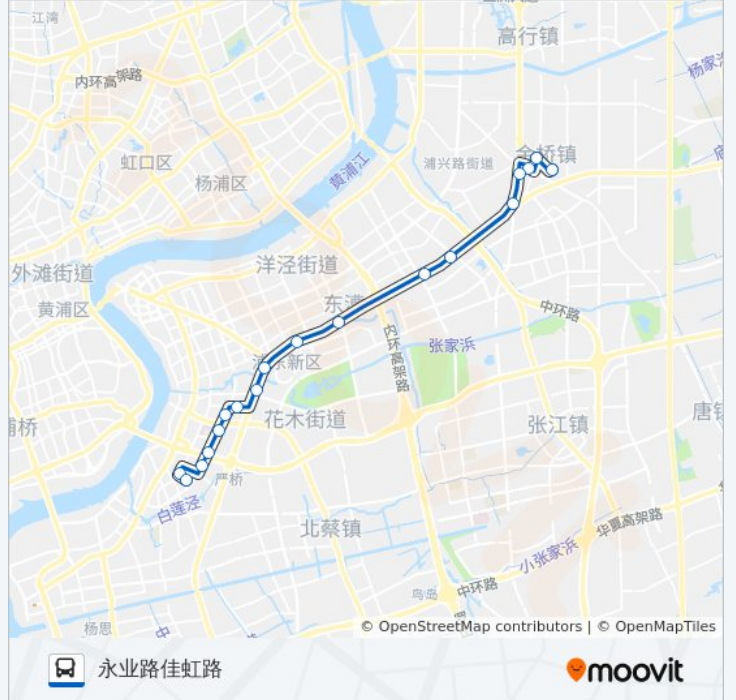 江湾
高行镇
杨家
内环高架路
金桥镇
虹口区
浦兴路街道
杨浦区
黄浦江
洋泾街道
外滩街道
黄浦区
东沟
中环路
内环高架路
张家浜
浦东新区
花木街道
张江镇
唐镇
浦桥
严桥
白莲泾
北蔡镇
华夏高架路
小张家浜
中环路
鸟岛
杨思
© OpenStreetMap contributors | © OpenMapTiles
永业路佳虹路
moovit